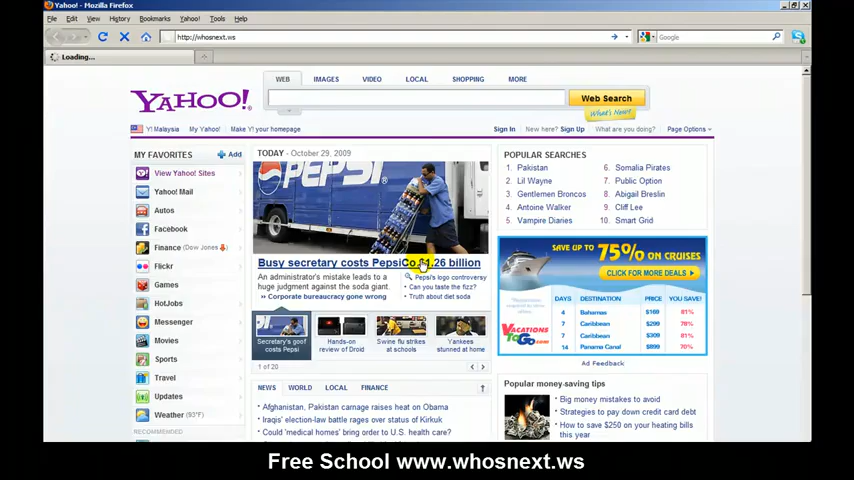 Yahoo! - Mozilla Firefox
File Edit View History Bookmarks Yahoo! Tools Help
http://whosnext.ws
Google
Loading...
WEB IMAGES VIDEO LOCAL SHOPPING MORE
YAHOO!
Web Search
What's New?
Y! Malaysia My Yahoo! Make Y! your homepage
Sign In New here? Sign Up What are you doing? Page Options
MY FAVORITES Add
View Yahoo! Sites
Yahoo! Mail
Autos
Facebook
Finance (Dow Jones)
Flickr
Games
HotJobs
Messenger
Movies
Sports
Travel
Updates
Weather (93°F)
RECOMMENDED
TODAY - October 29, 2009
PEPSI
Busy secretary costs PepsiCo $1.26 billion
An administrator's mistake leads to a
huge judgment against the soda giant.
» Corporate bureaucracy gone wrong
Pepsi's logo controversy
• Can you taste the fizz?
• Truth about diet soda
Secretary's goof
costs Pepsi
Hands-on
review of Droid
Swine flu strikes
at schools
Yankees
stunned at home
1 of 20
NEWS WORLD LOCAL FINANCE
• Afghanistan, Pakistan carnage raises heat on Obama
• Iraqis' election-law battle rages over status of Kirkuk
• Could 'medical homes' bring order to U.S. health care?
POPULAR SEARCHES
1. Pakistan
2. Lil Wayne
3. Gentlemen Broncos
4. Antoine Walker
5. Vampire Diaries
6. Somalia Pirates
7. Public Option
8. Abigail Breslin
9. Cliff Lee
10. Smart Grid
SAVE UP TO 75% ON CRUISES
CLICK FOR MORE DEALS
DAYS DESTINATION PRICE YOU SAVE!
4 Bahamas $168 81%
7 Caribbean $299 78%
7 Caribbean $399
14 Panama Canal $899 70%
VACATIONS
TO GO.com
Ad Feedback
Popular money-saving tips
• Big money mistakes to avoid
• Strategies to pay down credit card debt
• How to save $250 on your heating bills
this year
Free School www.whosnext.ws